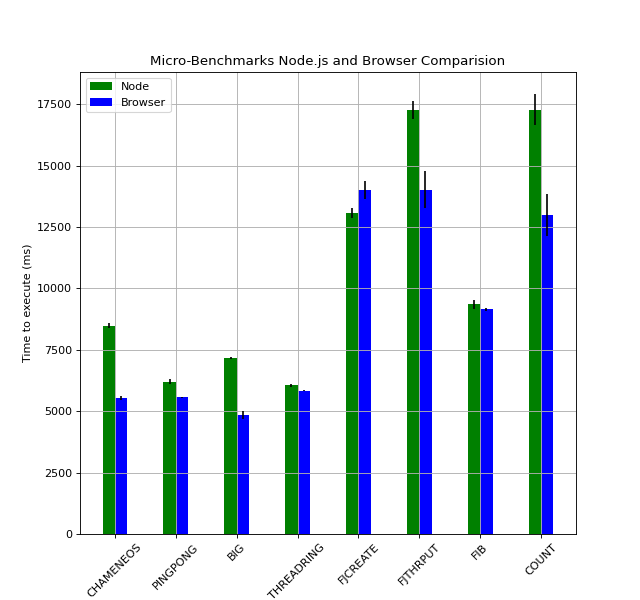 Micro-Benchmarks Node.js and Browser Comparision
Node
Browser
Time to execute (ms)
17500
15000
12500
10000
7500
5000
2500
0
CHAMENEOS
PINGPONG
BIG
THREADRING
FJCREATE
FJTHRPUT
FIB
COUNT